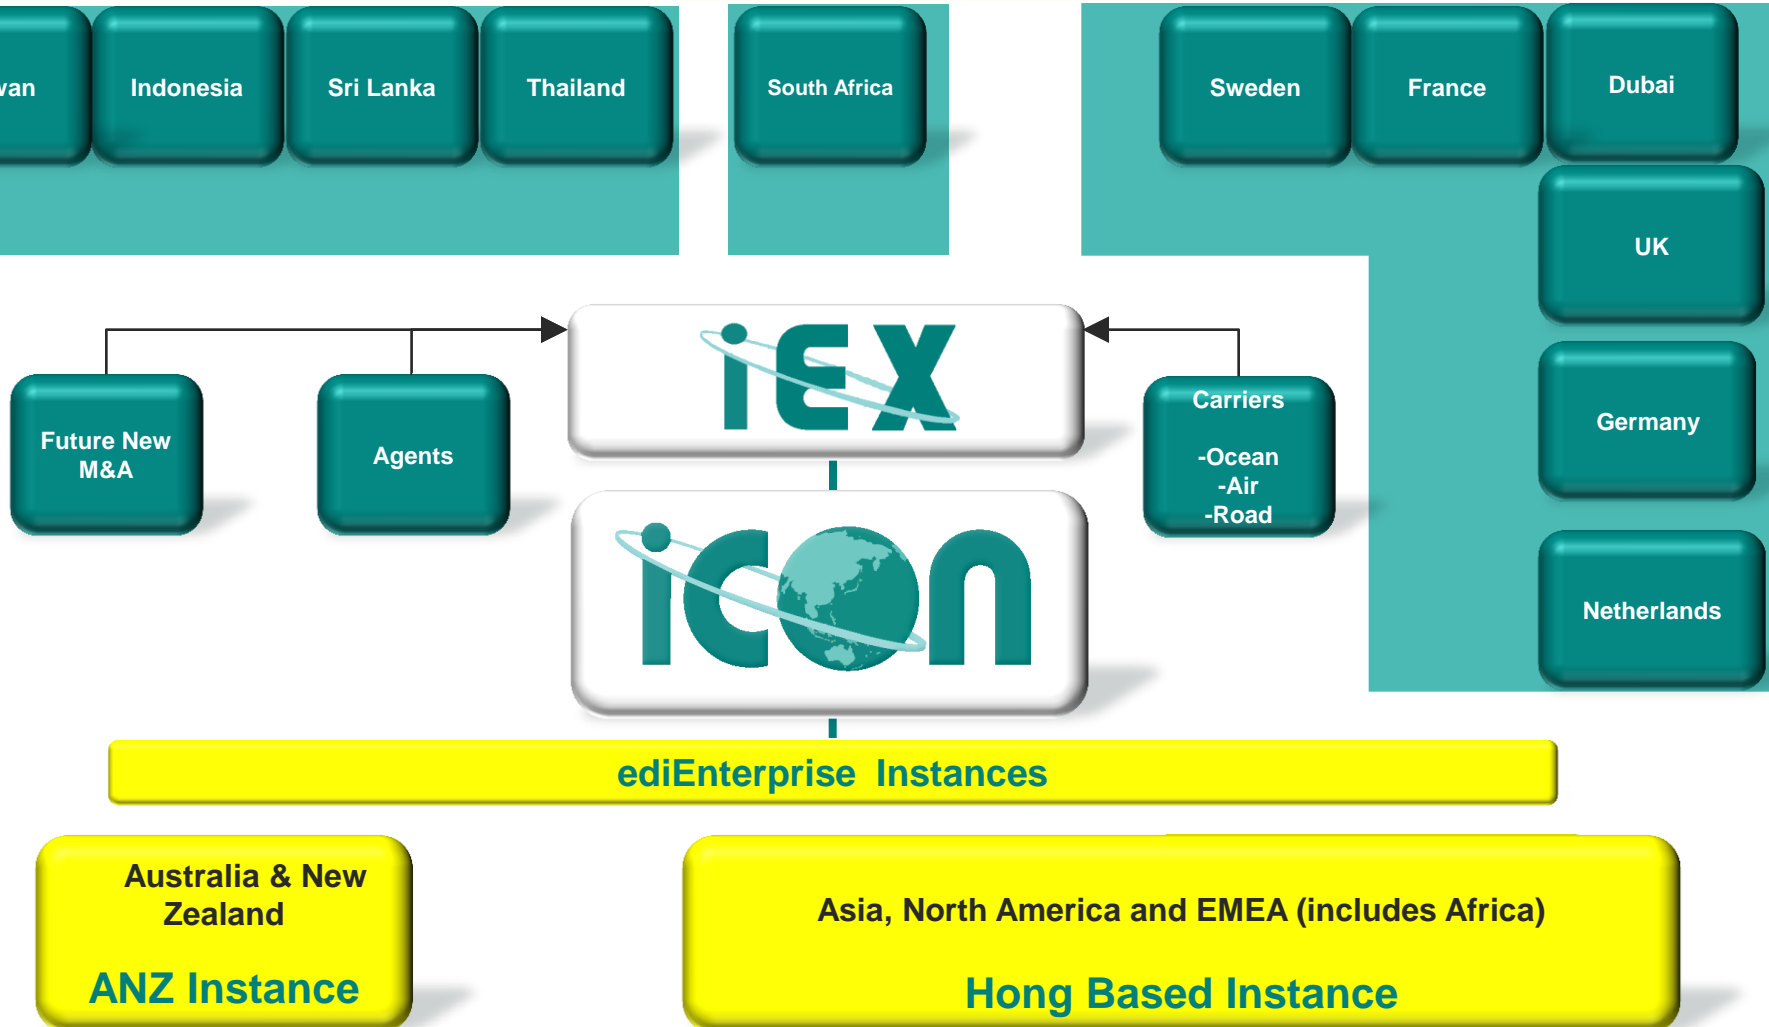 wan
Indonesia
Sri Lanka
Thailand
South Africa
Sweden
France
Dubai
UK
Germany
Netherlands
iEX
Future New
M&A
Agents
Carriers
-Ocean
-Air
-Road
icon
ediEnterprise Instances
Australia & New
Zealand
ANZ Instance
Asia, North America and EMEA (includes Africa)
Hong Based Instance